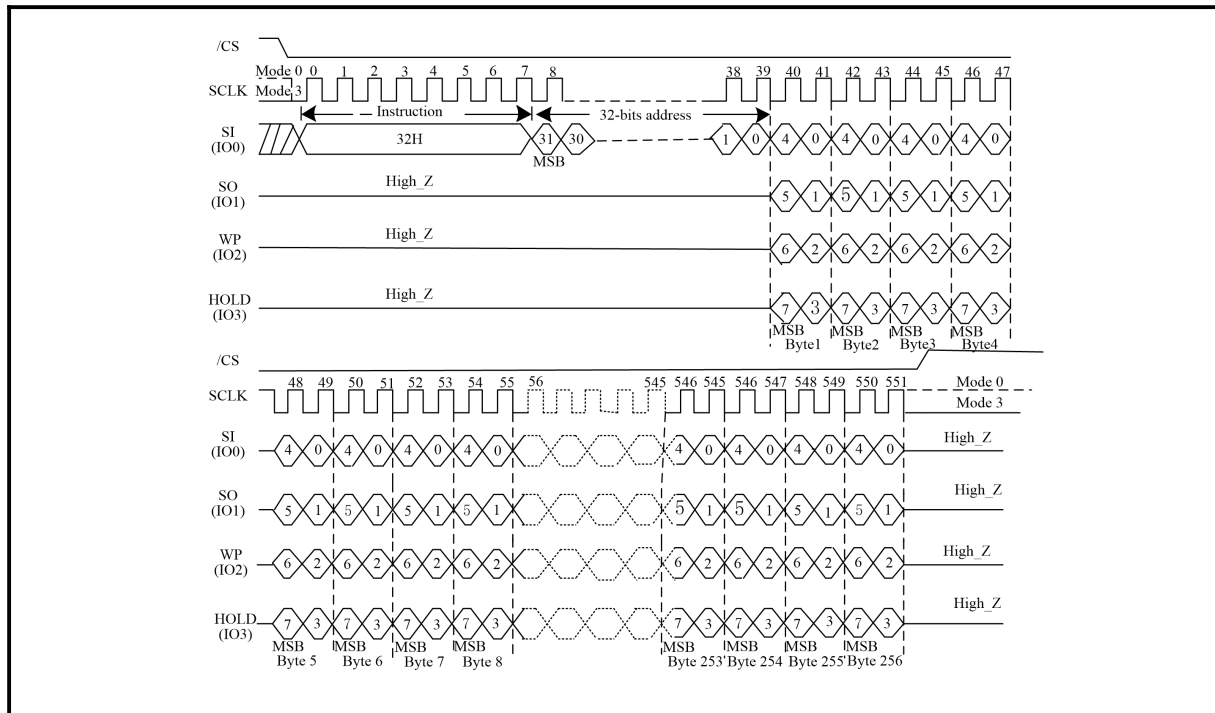 /CS
Mode 0 0 1 2 3 4 5 6 7 8 38 39 40 41 42 43 44 45 46 47
SCLK Mode 3
Instruction 32-bits address
SI
(IO0) 32H 31 30 1 0 4 0 4 0 4 0 4 0
MSB
SO
(IO1) High_Z 5 1 5 1 5 1 5 1
WP
(IO2) High_Z 6 2 6 2 6 2 6 2
HOLD
(IO3) High_Z 7 3 7 3 7 3 7 3
MSB MSB MSB MSB
Byte1 Byte2 Byte3 Byte4
/CS
48 49 50 51 52 53 54 55 56 545 546 545 546 547 548 549 550 551 Mode 0
SCLK Mode 3
SI
(IO0) 4 0 4 0 4 0 4 0 4 0 4 0 4 0 4 0 High_Z
SO
(IO1) 5 1 5 1 5 1 5 1 5 1 5 1 5 1 5 1 High_Z
WP
(IO2) 6 2 6 2 6 2 6 2 6 2 6 2 6 2 6 2 High_Z
HOLD
(IO3) 7 3 7 3 7 3 7 3 7 3 7 3 7 3 7 3 High_Z
MSB MSB MSB MSB MSB MSB MSB MSB
Byte 5 Byte 6 Byte 7 Byte 8 Byte 253 Byte 254 Byte 255 Byte 256